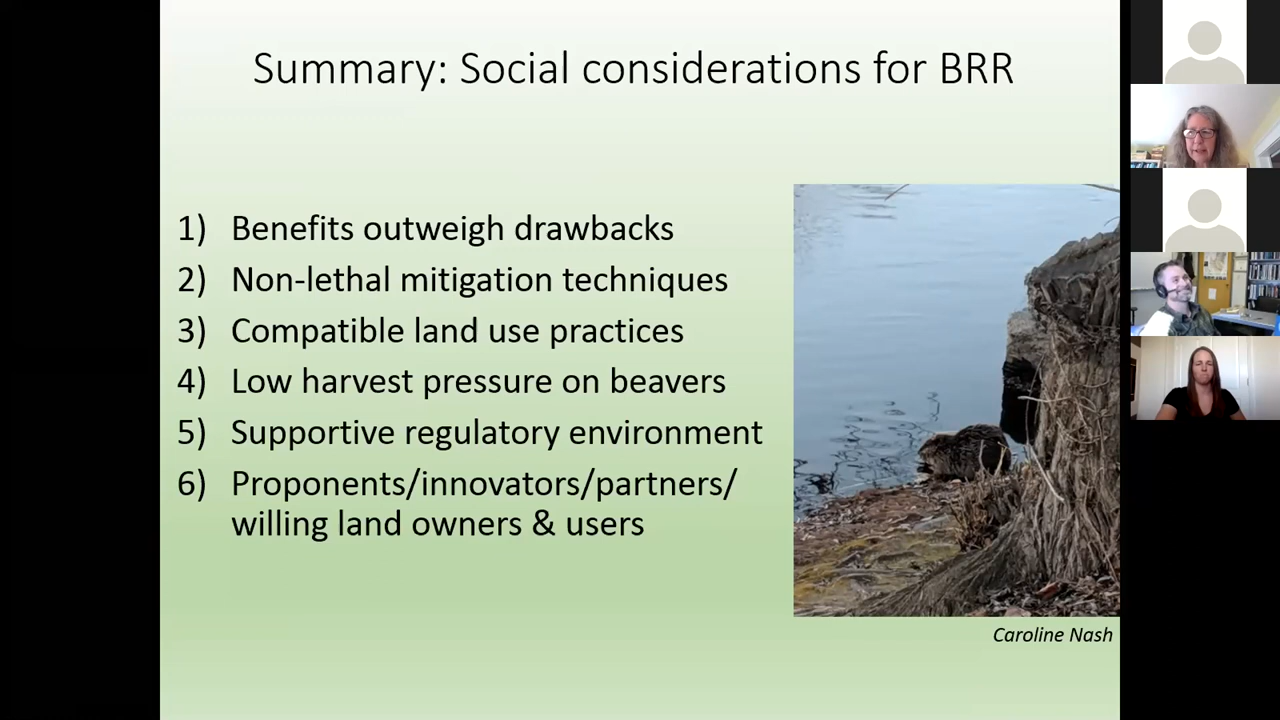 Summary: Social considerations for BRR
1) Benefits outweigh drawbacks
2) Non-lethal mitigation techniques
3) Compatible land use practices
4) Low harvest pressure on beavers
5) Supportive regulatory environment
6) Proponents/innovators/partners/
willing land owners & users
Caroline Nash